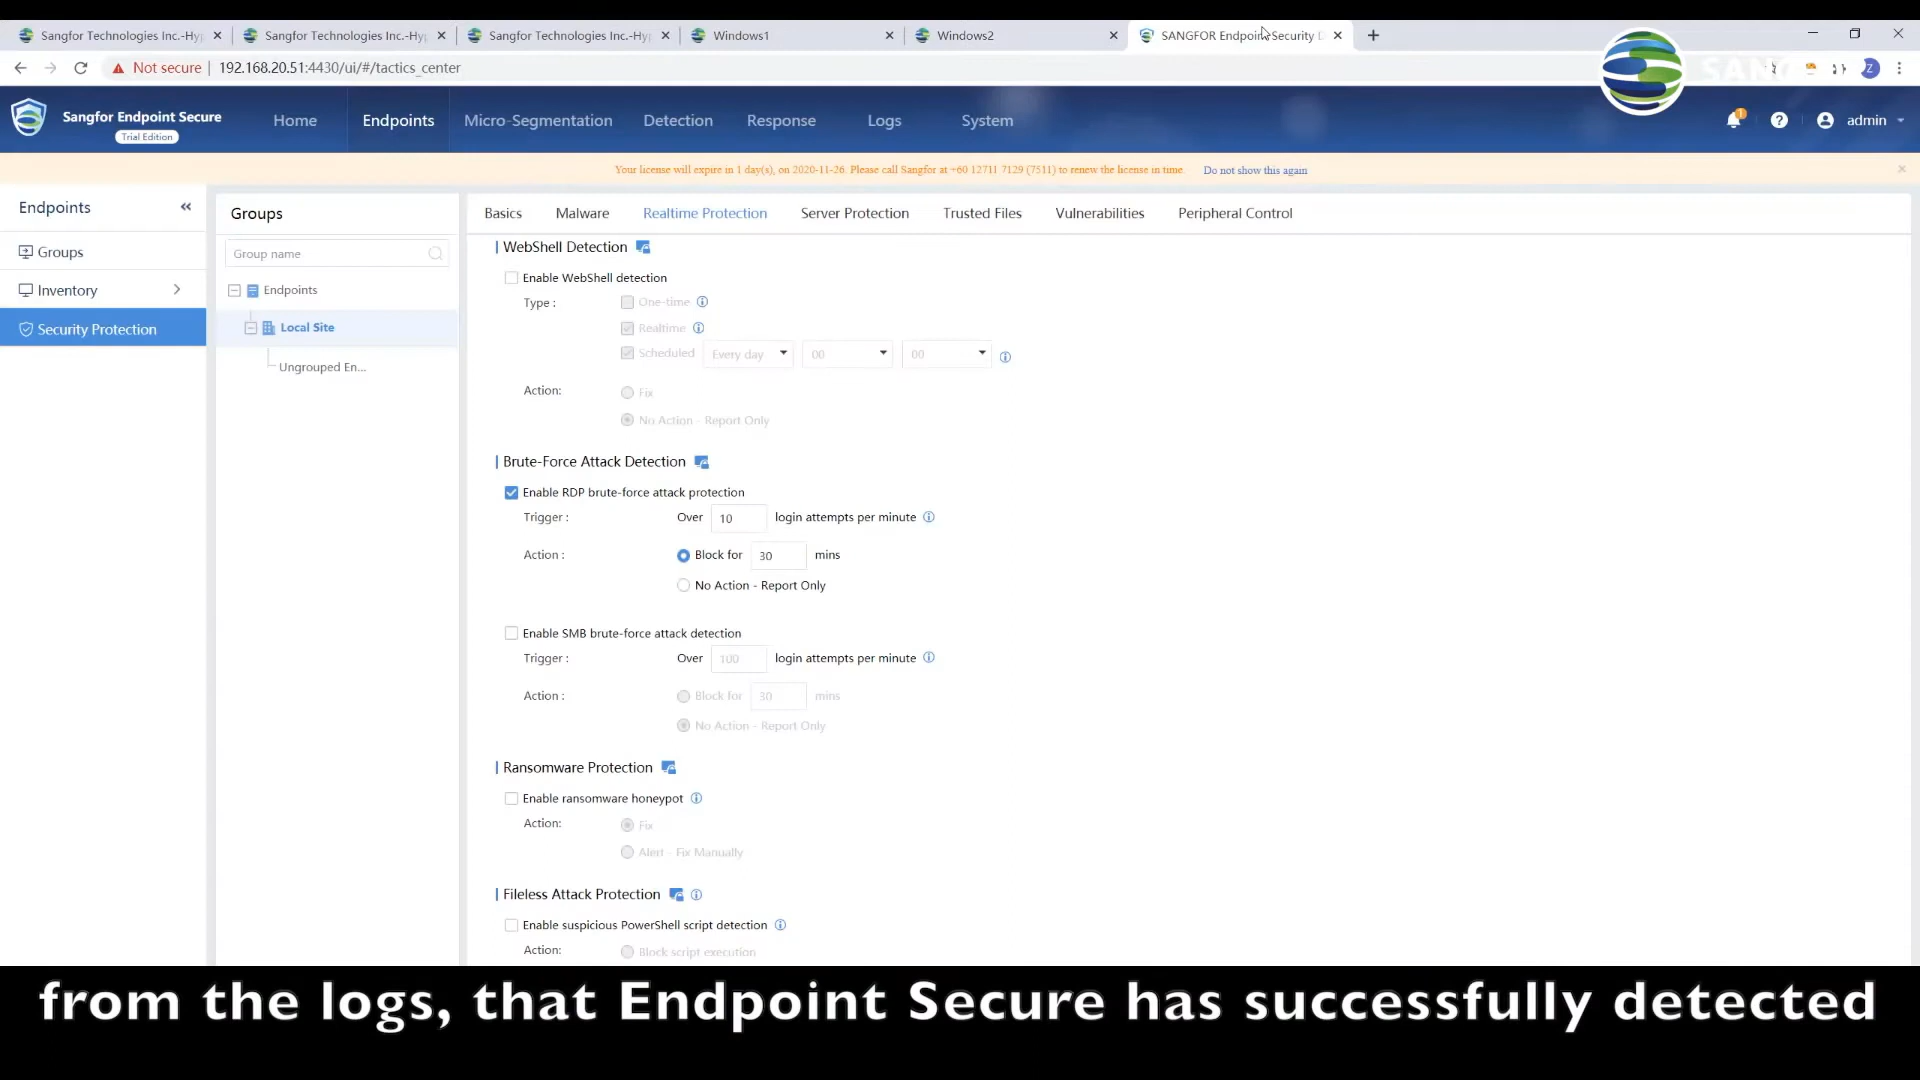 Sangfor Technologies Inc.-Hyp
Sangfor Technologies Inc.-Hyp
Sangfor Technologies Inc.-Hyp
Windows1
Windows2
SANGFOR Endpoint Security D
Not secure | 192.168.20.51:4430/ui/#/tactics_center
Z
Sangfor Endpoint Secure
Trial Edition
Home
Endpoints
Micro-Segmentation
Detection
Response
Logs
System
1
admin
Your license will expire in 1 day(s), on 2020-11-26. Please call Sangfor at +60 12711 7129 (7511) to renew the license in time.
Do not show this again
Endpoints
Groups
Inventory
Security Protection
Groups
Group name
Endpoints
Local Site
Ungrouped En...
Basics
Malware
Realtime Protection
Server Protection
Trusted Files
Vulnerabilities
Peripheral Control
WebShell Detection
Enable WebShell detection
Type :
One-time
Realtime
Scheduled Every day 00 00
Action:
Fix
No Action - Report Only
Brute-Force Attack Detection
Enable RDP brute-force attack protection
Trigger : Over 10 login attempts per minute
Action : Block for 30 mins
No Action - Report Only
Enable SMB brute-force attack detection
Trigger : Over 100 login attempts per minute
Action : Block for 30 mins
No Action - Report Only
Ransomware Protection
Enable ransomware honeypot
Action: Fix
Alert - Fix Manually
Fileless Attack Protection
Enable suspicious PowerShell script detection
Action: Block script execution
from the logs, that Endpoint Secure has successfully detected